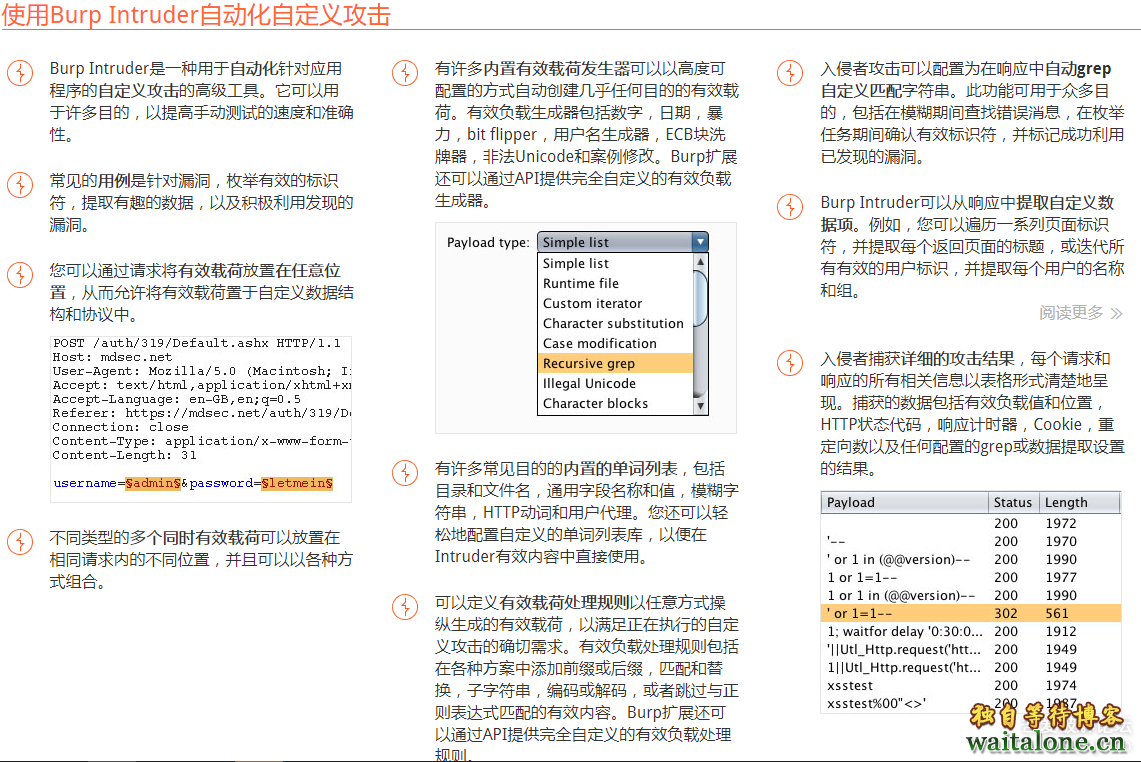 使用Burp Intruder自动化自定义攻击
Burp Intruder是一种用于自动化针对应用
程序的自定义攻击的高级工具。它可以用
于许多目的，以提高手动测试的速度和准确
性。
常见的用例是针对漏洞，枚举有效的标识
符，提取有趣的数据，以及积极利用发现的
漏洞。
您可以通过请求将有效载荷放置在任意位
置，从而允许将有效载荷置于自定义数据结
构和协议中。
POST /auth/319/Default.ashx HTTP/1.1
Host: mdsec.net
User-Agent: Mozilla/5.0 (Macintosh; I
Accept: text/html,application/xhtml+x
Accept-Language: en-GB,en;q=0.5
Referer: https://mdsec.net/auth/319/D
Connection: close
Content-Type: application/x-www-form-
Content-Length: 31
username=§admin§&password=§letmein§
不同类型的多个同时有效载荷可以放置在
相同请求内的不同位置，并且可以以各种方
式组合。
有许多内置有效载荷发生器可以以高度可
配置的方式自动创建几乎任何目的的有效载
荷。有效负载生成器包括数字，日期，暴
力，bit flipper，用户名生成器，ECB块洗
牌器，非法Unicode和案例修改。Burp扩展
还可以通过API提供完全自定义的有效负载
生成器。
Payload type: Simple list
Simple list
Runtime file
Custom iterator
Character substitution
Case modification
Recursive grep
Illegal Unicode
Character blocks
有许多常见目的的内置的单词列表，包括
目录和文件名，通用字段名称和值，模糊字
符串，HTTP动词和用户代理。您还可以轻
松地配置自定义的单词列表库，以便在
Intruder有效内容中直接使用。
可以定义有效载荷处理规则以任意方式操
纵生成的有效载荷，以满足正在执行的自定
义攻击的确切需求。有效负载处理规则包括
在各种方案中添加前缀或后缀，匹配和替
换，子字符串，编码或解码，或者跳过与正
则表达式匹配的有效内容。Burp扩展还可
以通过API提供完全自定义的有效负载处理
规则。
入侵者攻击可以配置为在响应中自动grep
自定义匹配字符串。此功能可用于众多目
的，包括在模糊期间查找错误消息，在枚举
任务期间确认有效标识符，并标记成功利用
已发现的漏洞。
Burp Intruder可以从响应中提取自定义数
据项。例如，您可以遍历一系列页面标识
符，并提取每个返回页面的标题，或迭代所
有有效的用户标识，并提取每个用户的名称
和组。
阅读更多 »
入侵者捕获详细的攻击结果，每个请求和
响应的所有相关信息以表格形式清楚地呈
现。捕获的数据包括有效负载值和位置，
HTTP状态代码，响应计时器，Cookie，重
定向数以及任何配置的grep或数据提取设置
的结果。
Payload Status Length
200 1972
'-- 200 1970
' or 1 in (@@version)-- 200 1990
1 or 1=1-- 200 1977
1 or 1 in (@@version)-- 200 1990
' or 1=1-- 302 561
1; waitfor delay '0:30:0... 200 1912
'||Utl_Http.request('htt... 200 1949
1||Utl_Http.request('ht... 200 1949
xsstest 200 1974
xsstest%00"<>' 200 1987
独自等待博客
waitalone.cn